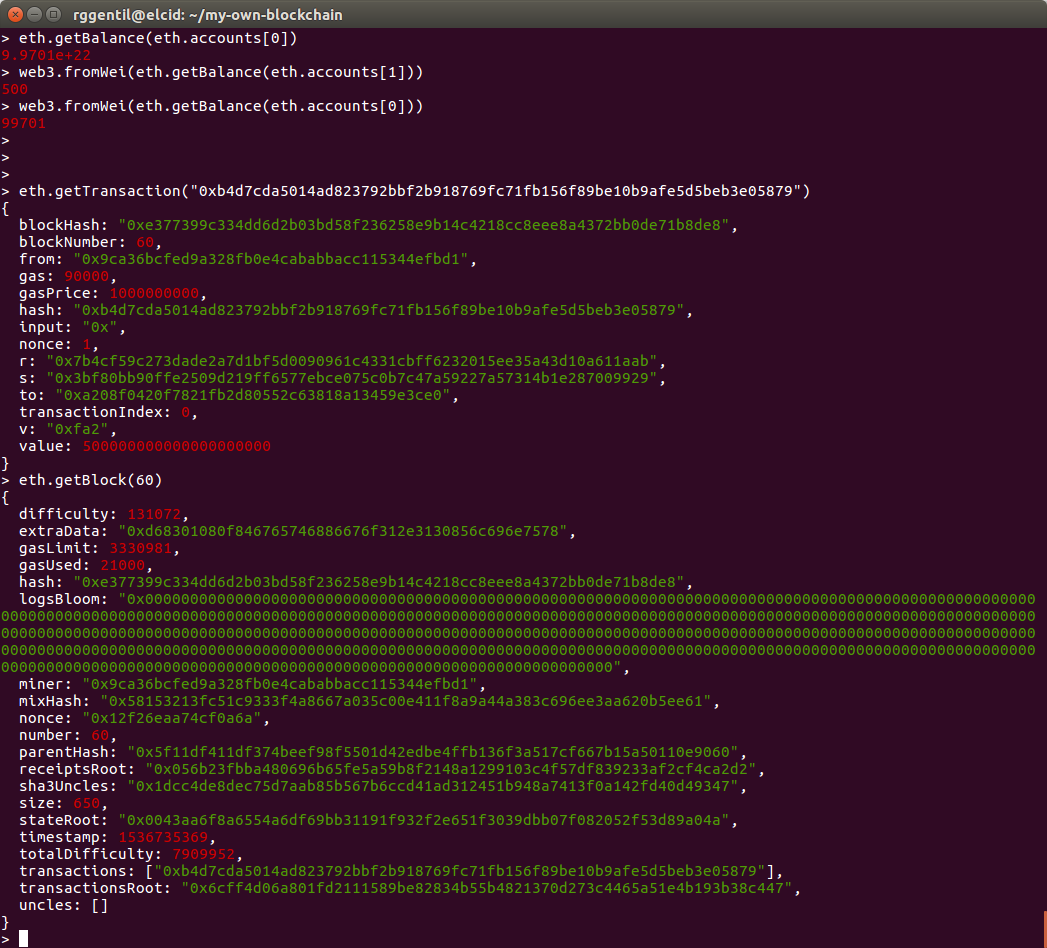 rggentil@elcid: ~/my-own-blockchain
> eth.getBalance(eth.accounts[0])
9.9701e+22
> web3.fromWei(eth.getBalance(eth.accounts[1]))
500
> web3.fromWei(eth.getBalance(eth.accounts[0]))
99701
>
>
>
> eth.getTransaction("0xb4d7cda5014ad823792bbf2b918769fc71fb156f89be10b9afe5d5beb3e05879")
{
  blockHash: "0xe377399c334dd6d2b03bd58f236258e9b14c4218cc8eee8a4372bb0de71b8de8",
  blockNumber: 60,
  from: "0x9ca36bcfed9a328fb0e4cababbacc115344efbd1",
  gas: 90000,
  gasPrice: 1000000000,
  hash: "0xb4d7cda5014ad823792bbf2b918769fc71fb156f89be10b9afe5d5beb3e05879",
  input: "0x",
  nonce: 1,
  r: "0x7b4cf59c273dade2a7d1bf5d0090961c4331cbff6232015ee35a43d10a611aab",
  s: "0x3bf80bb90ffe2509d219ff6577ebce075c0b7c47a59227a57314b1e287009929",
  to: "0xa208f0420f7821fb2d80552c63818a13459e3ce0",
  transactionIndex: 0,
  v: "0xfa2",
  value: 500000000000000000000
}
> eth.getBlock(60)
{
  difficulty: 131072,
  extraData: "0xd68301080f846765746886676f312e3130856c696e7578",
  gasLimit: 3330981,
  gasUsed: 21000,
  hash: "0xe377399c334dd6d2b03bd58f236258e9b14c4218cc8eee8a4372bb0de71b8de8",
  logsBloom: "0x000000000000000000000000000000000000000000000000000000000000000000000000000000000000000000000000000
0000000000000000000000000000000000000000000000000000000000000000000000000000000000000000000000000000000000000000000
0000000000000000000000000000000000000000000000000000000000000000000000000000000000000000000000000000000000000000000
0000000000000000000000000000000000000000000000000000000000000000000000000000000000000000000000000000000000000000000
00000000000000000000000000000000000000000000000000000000000000000000",
  miner: "0x9ca36bcfed9a328fb0e4cababbacc115344efbd1",
  mixHash: "0x58153213fc51c9333f4a8667a035c00e411f8a9a44a383c696ee3aa620b5ee61",
  nonce: "0x12f26eaa74cf0a6a",
  number: 60,
  parentHash: "0x5f11df411df374beef98f5501d42edbe4ffb136f3a517cf667b15a50110e9060",
  receiptsRoot: "0x056b23fbba480696b65fe5a59b8f2148a1299103c4f57df839233af2cf4ca2d2",
  sha3Uncles: "0x1dcc4de8dec75d7aab85b567b6ccd41ad312451b948a7413f0a142fd40d49347",
  size: 650,
  stateRoot: "0x0043aa6f8a6554a6df69bb31191f932f2e651f3039dbb07f082052f53d89a04a",
  timestamp: 1536735369,
  totalDifficulty: 7909952,
  transactions: ["0xb4d7cda5014ad823792bbf2b918769fc71fb156f89be10b9afe5d5beb3e05879"],
  transactionsRoot: "0x6cff4d06a801fd2111589be82834b55b4821370d273c4465a51e4b193b38c447",
  uncles: []
}
>